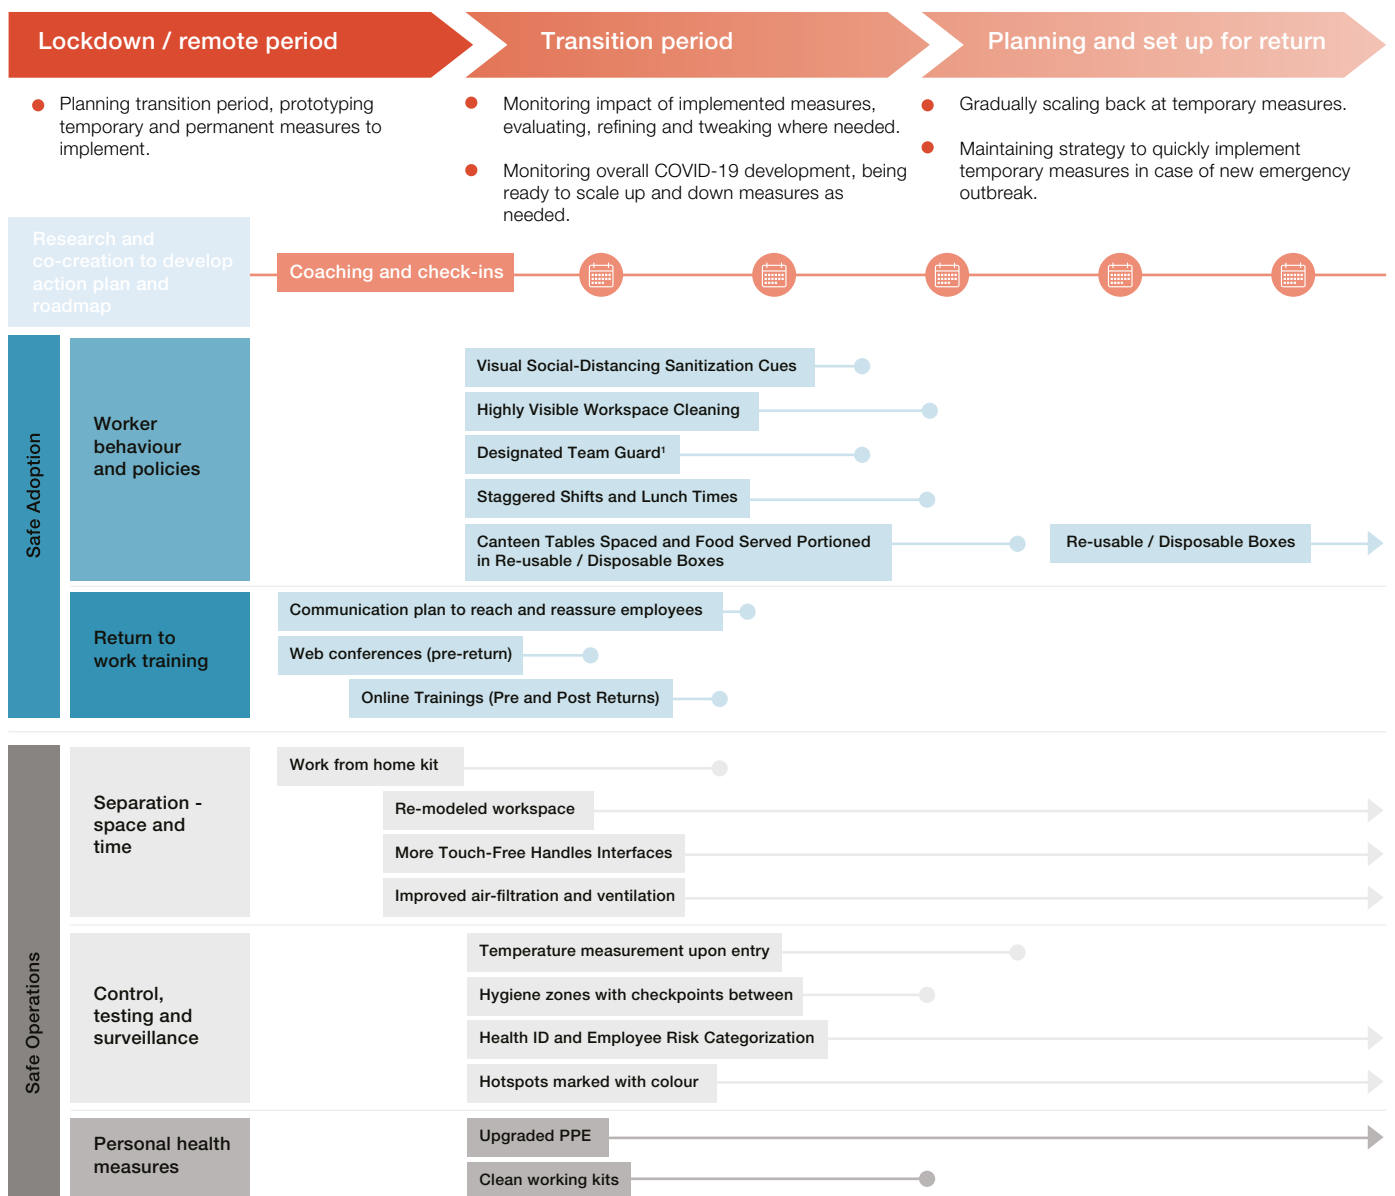 Lockdown / remote period
Transition period
Planning and set up for return
Planning transition period, prototyping
temporary and permanent measures to
implement.
Monitoring impact of implemented measures,
evaluating, refining and tweaking where needed.
Monitoring overall COVID-19 development, being
ready to scale up and down measures as
needed.
Gradually scaling back at temporary measures.
Maintaining strategy to quickly implement
temporary measures in case of new emergency
outbreak.
Research and
co-creation to develop
action plan and
roadmap
Coaching and check-ins
Safe Adoption
Worker
behaviour
and policies
Visual Social-Distancing Sanitization Cues
Highly Visible Workspace Cleaning
Designated Team Guard¹
Staggered Shifts and Lunch Times
Canteen Tables Spaced and Food Served Portioned
in Re-usable / Disposable Boxes
Re-usable / Disposable Boxes
Return to
work training
Communication plan to reach and reassure employees
Web conferences (pre-return)
Online Trainings (Pre and Post Returns)
Safe Operations
Separation -
space and
time
Work from home kit
Re-modeled workspace
More Touch-Free Handles Interfaces
Improved air-filtration and ventilation
Control,
testing and
surveillance
Temperature measurement upon entry
Hygiene zones with checkpoints between
Health ID and Employee Risk Categorization
Hotspots marked with colour
Personal health
measures
Upgraded PPE
Clean working kits